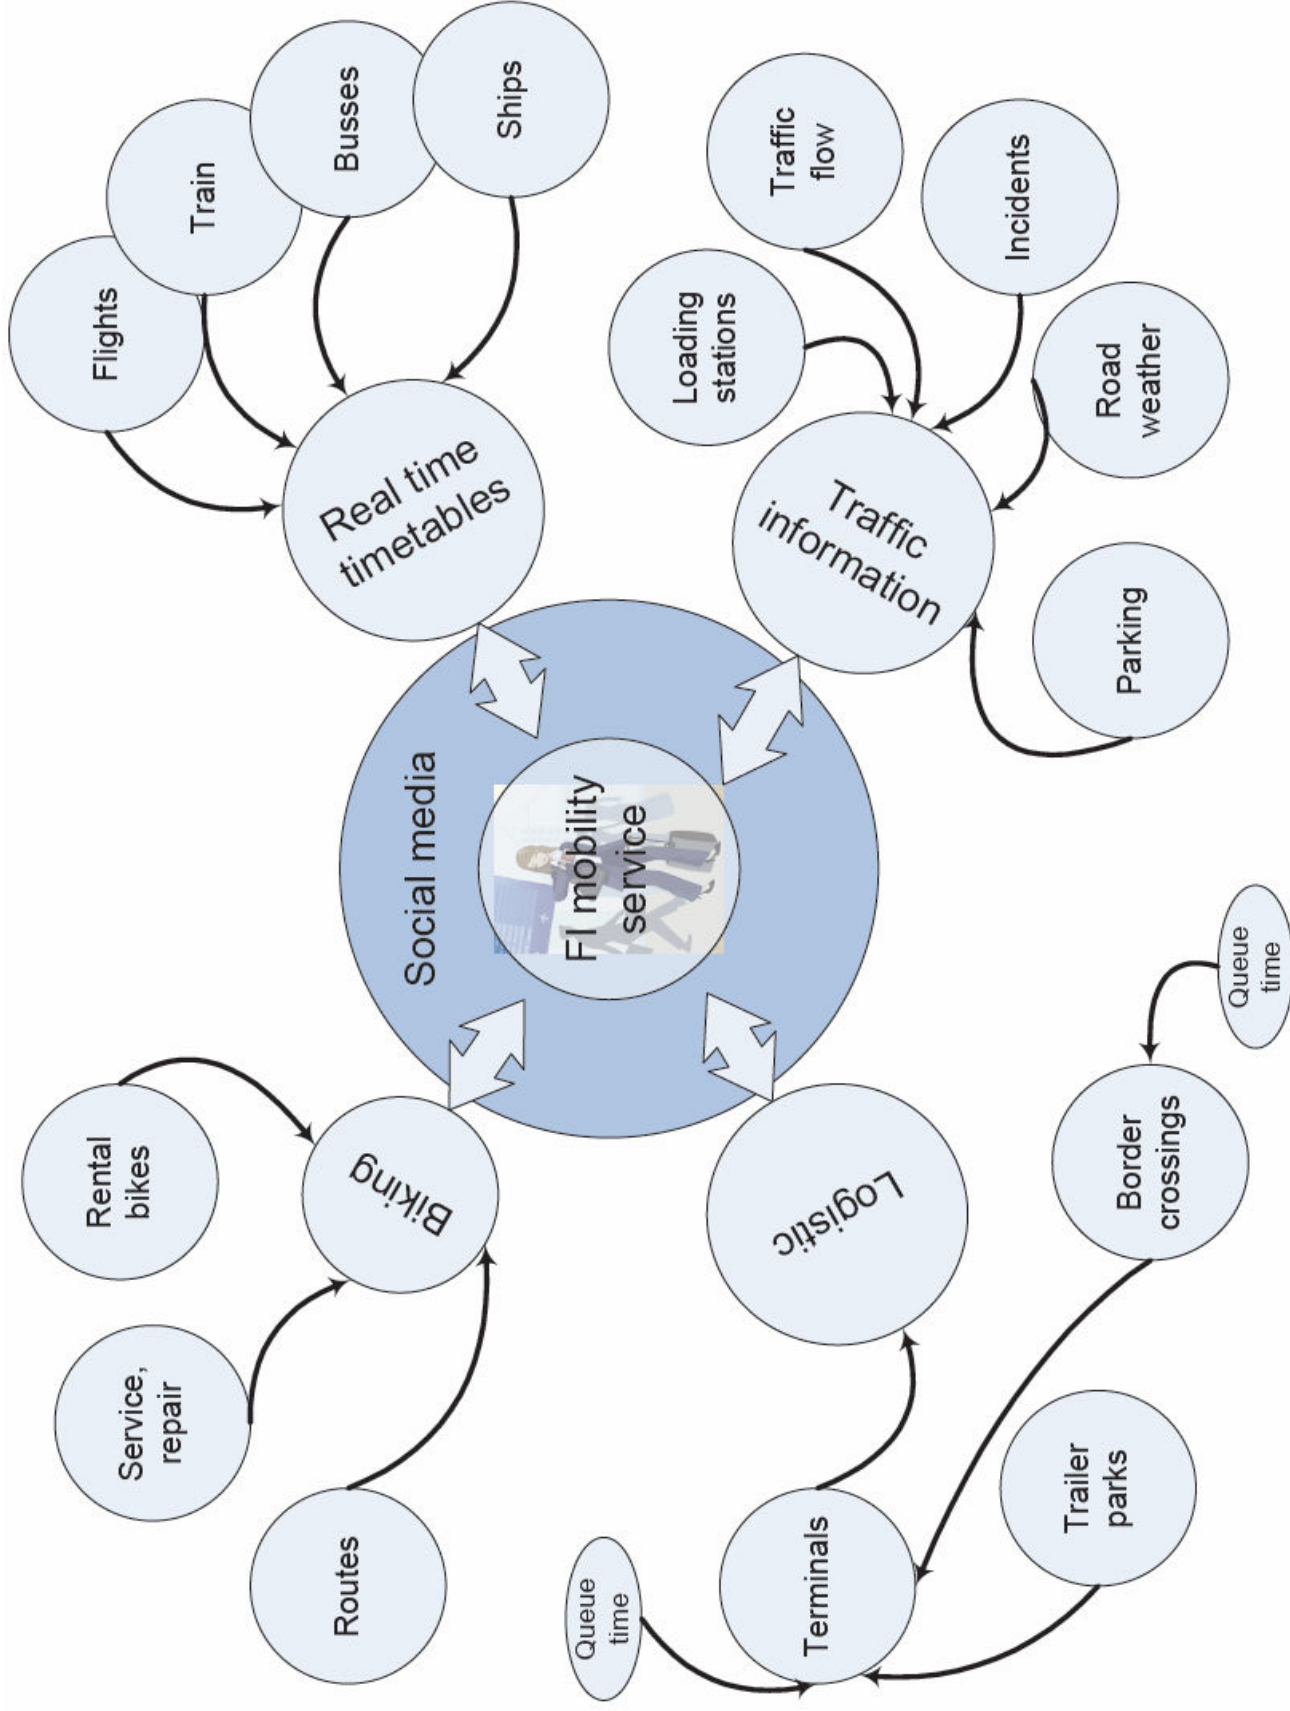 Service,
repair
Rental
bikes
Flights
Train
Routes
Busses
Ships
Biking
Social media
Real time
timetables
Queue
time
FI mobility
service
Loading
stations
Traffic
flow
Terminals
Logistic
Traffic
information
Incidents
Trailer
parks
Border
crossings
Parking
Road
weather
Queue
time